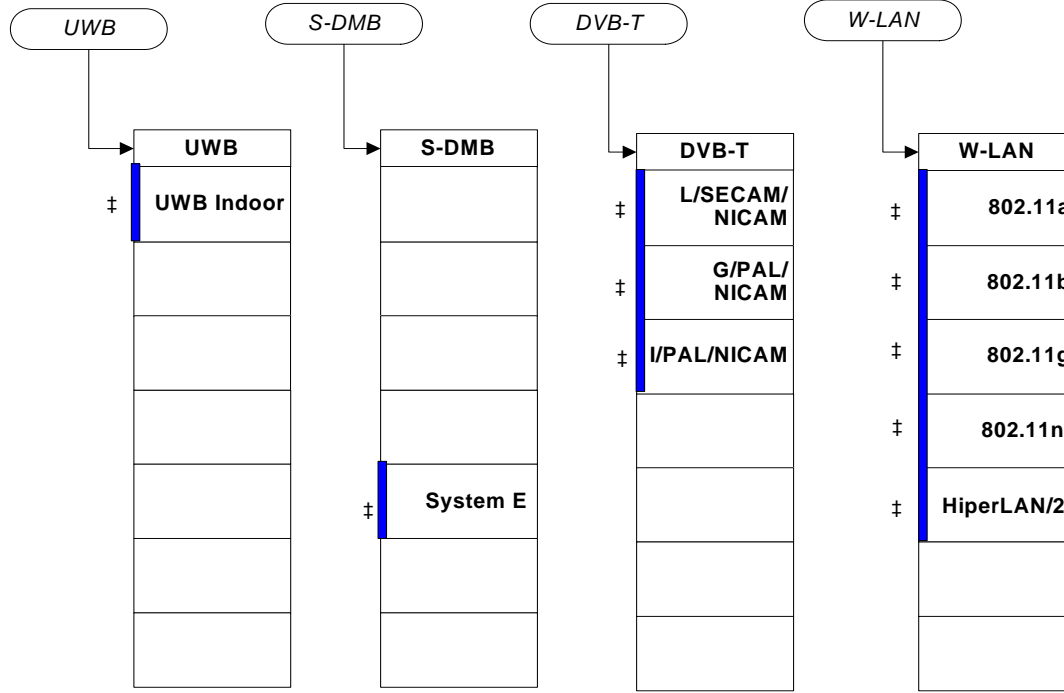 UWB
S-DMB
DVB-T
W-LAN
UWB
S-DMB
DVB-T
W-LAN
‡ UWB Indoor
‡ L/SECAM/
NICAM
‡ 802.11a
‡ G/PAL/
NICAM
‡ 802.11b
‡ I/PAL/NICAM
‡ 802.11g
‡ 802.11n
‡ System E
‡ HiperLAN/2